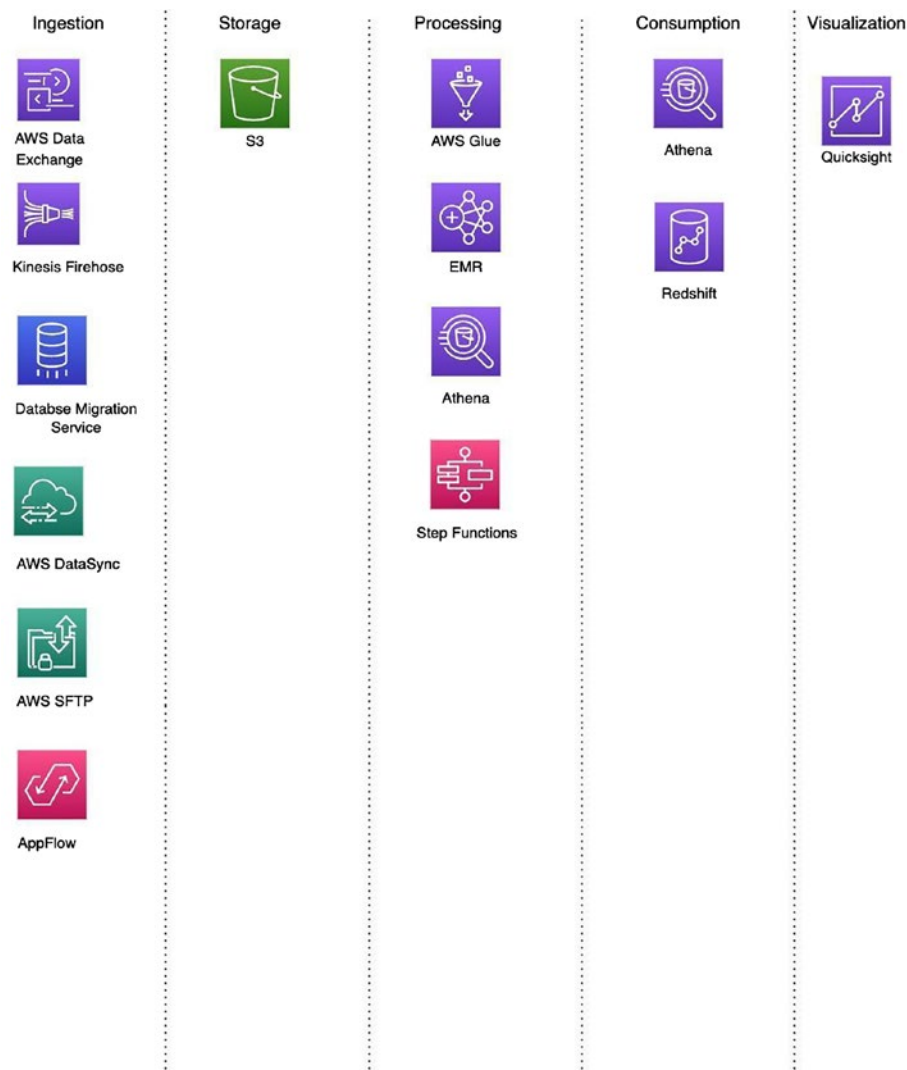 Ingestion
Storage
Processing
Consumption
Visualization
AWS Data
Exchange
Kinesis Firehose
Databse Migration
Service
AWS DataSync
AWS SFTP
AppFlow
S3
AWS Glue
EMR
Athena
Step Functions
Athena
Redshift
Quicksight